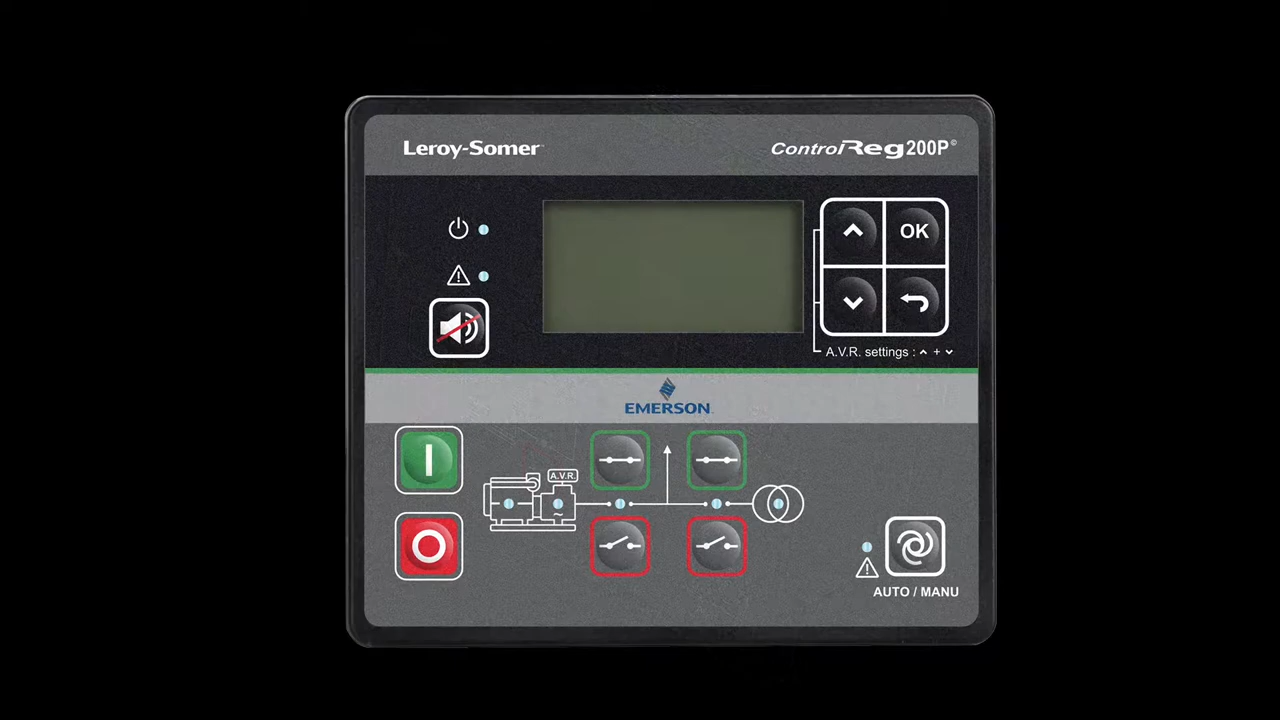 Leroy-Somer
ControlReg200P©
OK
A.V.R. settings : +
EMERSON
A.V.R.
AUTO / MANU